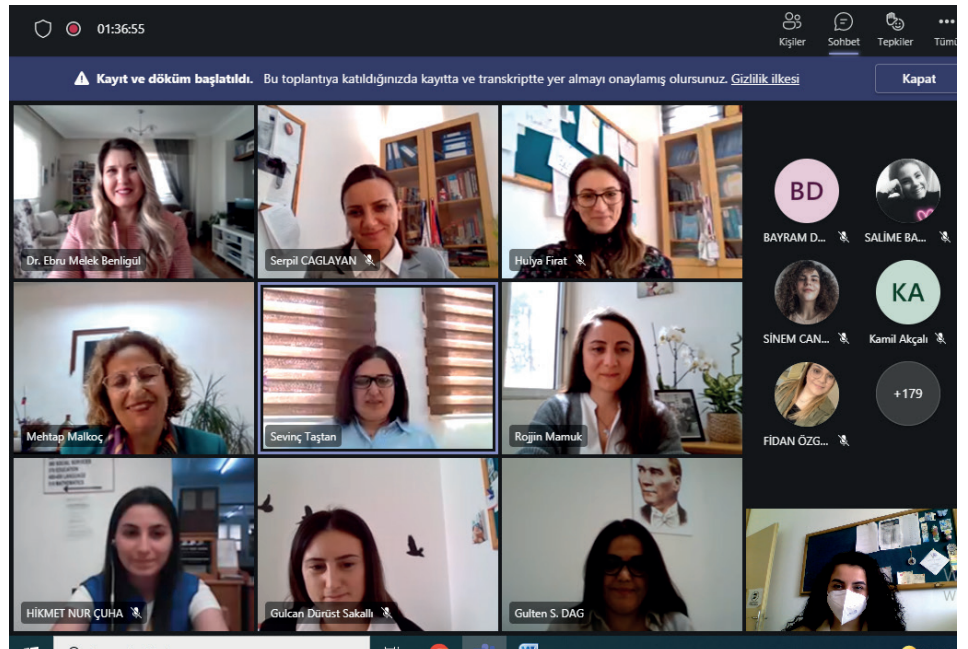 01:36:55
Kişiler Sohbet Tepkiler Tümü
Kayıt ve döküm başlatıldı. Bu toplantıya katıldığınızda kayıtta ve transkriptte yer almayı onaylamış olursunuz. Gizlilik ilkesi Kapat
Dr. Ebru Melek Benligül
Serpil CAGLAYAN
Hulya Firat
BD
BAYRAM D...
SALİME BA...
Mehtap Malkoç
Sevinç Taştan
Rojjin Mamuk
SİNEM CAN...
KA
Kamil Akçalı
FİDAN ÖZG...
+179
HİKMET NUR ÇUHA
Gulcan Dürüst Sakallı
Gulten S. DAG